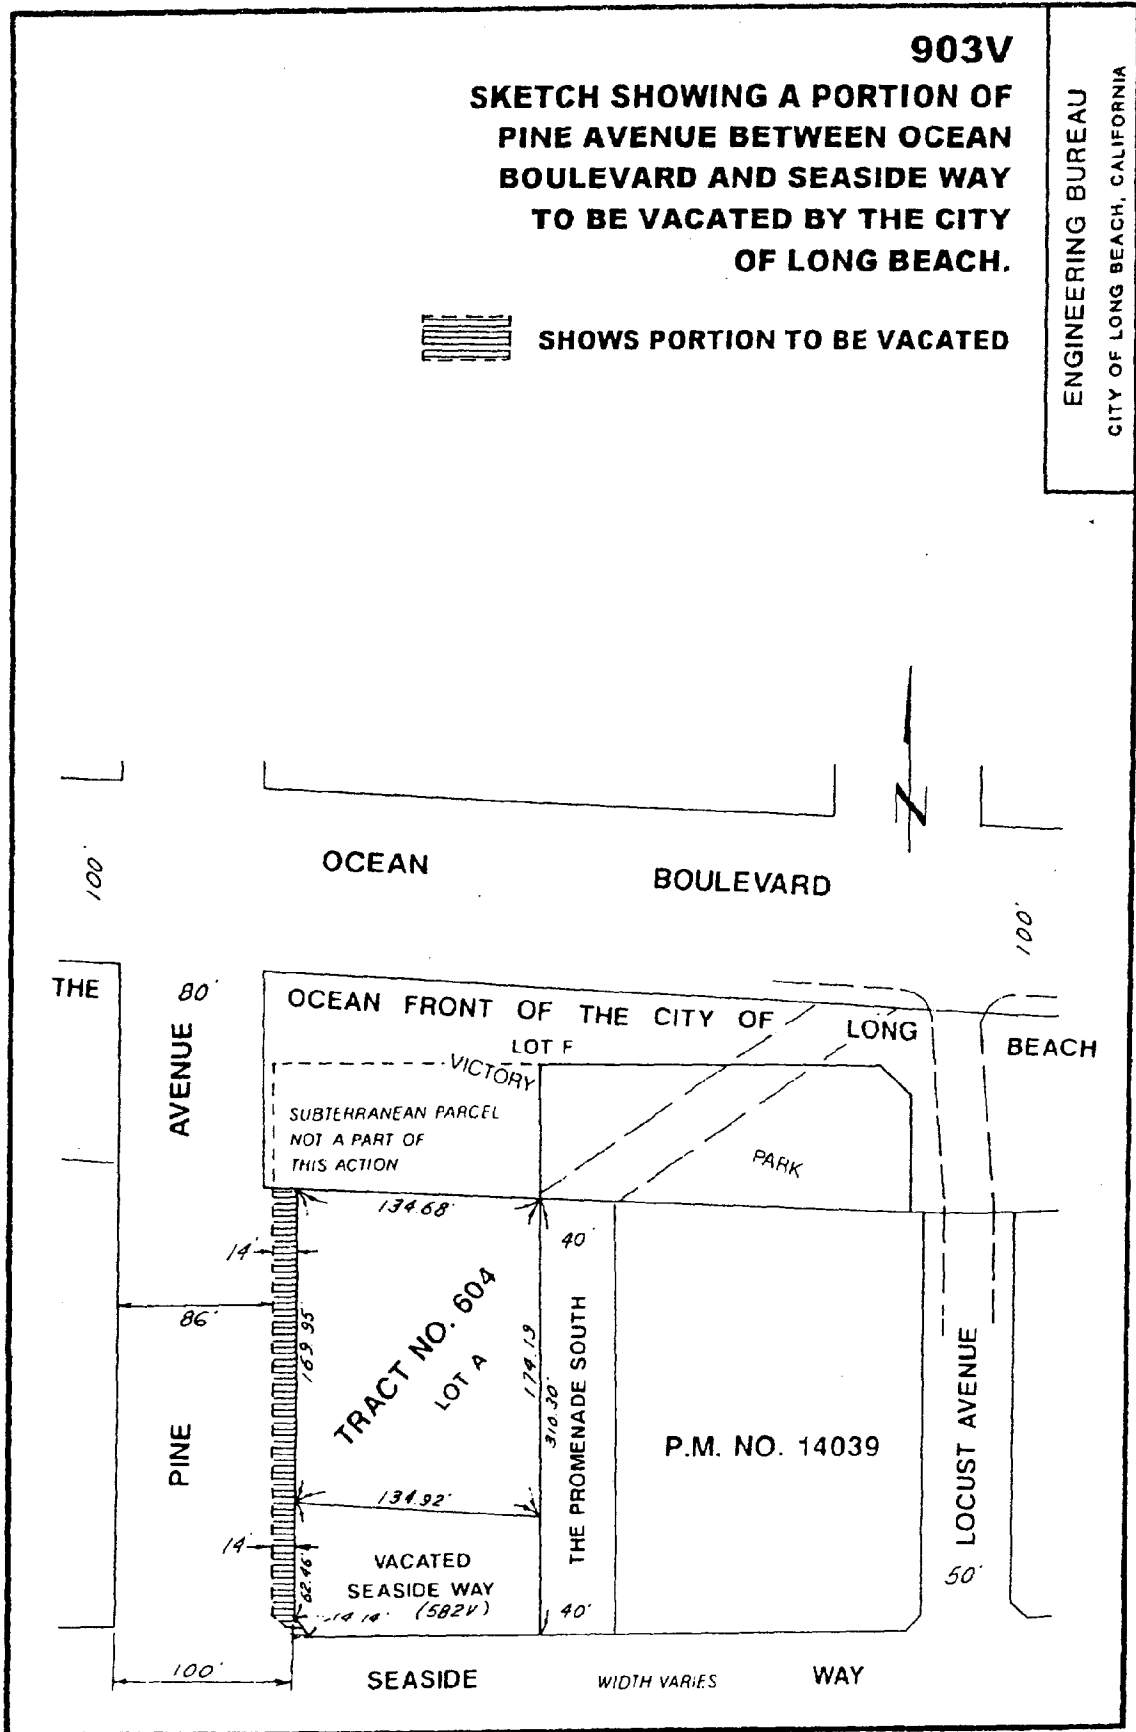 903V
SKETCH SHOWING A PORTION OF
PINE AVENUE BETWEEN OCEAN
BOULEVARD AND SEASIDE WAY
TO BE VACATED BY THE CITY
OF LONG BEACH.
SHOWS PORTION TO BE VACATED
ENGINEERING BUREAU
CITY OF LONG BEACH, CALIFORNIA
N
100'
OCEAN BOULEVARD
100'
THE
80'
OCEAN FRONT OF THE CITY OF LONG BEACH
LOT F
VICTORY
PARK
SUBTERRANEAN PARCEL
NOT A PART OF
THIS ACTION
PINE AVENUE
134.68'
14'
86'
169.95
TRACT NO. 604
LOT A
174.19
310.30'
40'
THE PROMENADE SOUTH
P.M. NO. 14039
LOCUST AVENUE
50'
134.92'
14'
62.46'
VACATED
SEASIDE WAY
(582V)
14.14'
40'
100'
SEASIDE WAY
WIDTH VARIES